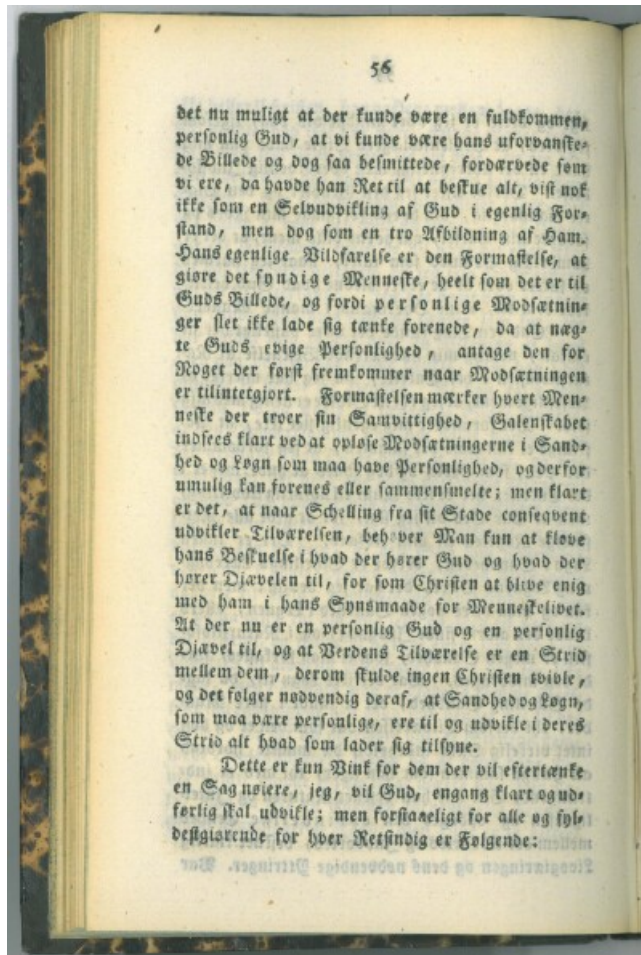 56
det nu muligt at der kunde være en fuldkommen,
personlig Gud, at vi kunde være hans uforvanske-
de Billede og dog saa besmittede, fordærvede som
vi ere, da havde han Ret til at beskue alt, vist nok
ikke som en Selvudvikling af Gud i egenlig For-
stand, men dog som en tro Afbildning af Ham.
Hans egenlige Vildfarelse er den Formastelse, at
giøre det syndige Menneske, heelt som det er til
Guds Billede, og fordi personlige Modsætnin-
ger slet ikke lade sig tænke forenede, da at næg-
te Guds evige Personlighed, antage den for
Noget der først fremkommer naar Modsætningen
er tilintetgjort. Formastelsen mærker hvert Men-
neske der troer sin Samvittighed, Galenskabet
indsees klart ved at opløse Modsætningerne i Sand-
hed og Løgn som maa have Personlighed, og derfor
umulig kan forenes eller sammensmelte; men klart
er det, at naar Schelling fra sit Stade conseqvent
udvikler Tilværelsen, behøver Man kun at kløve
hans Beskuelse i hvad der hører Gud og hvad der
hører Djævelen til, for som Christen at blive enig
med ham i hans Synsmaade for Menneskelivet.
At der nu er en personlig Gud og en personlig
Djævel til, og at Verdens Tilværelse er en Strid
mellem dem, derom skulde ingen Christen tvivle,
og det følger nødvendig deraf, at Sandhed og Løgn,
som maa være personlige, ere til og udvikle i deres
Strid alt hvad som lader sig tilsyne.
Dette er kun Vink for dem der vil eftertænke
en Sag nøiere, jeg, vil Gud, engang klart og ud-
førlig skal udvikle; men forstaaeligt for alle og fyl-
destgiørende for hver Retsindig er Følgende: